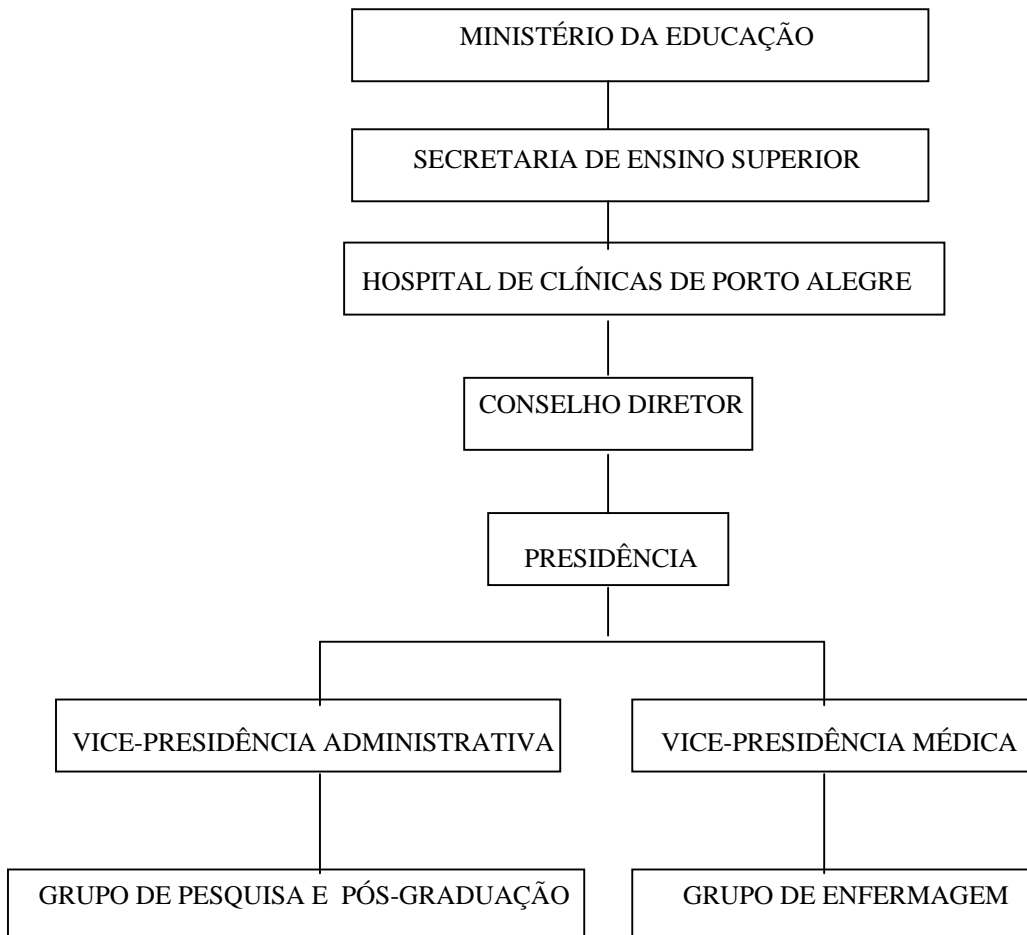 MINISTÉRIO DA EDUCAÇÃO
SECRETARIA DE ENSINO SUPERIOR
HOSPITAL DE CLÍNICAS DE PORTO ALEGRE
CONSELHO DIRETOR
PRESIDÊNCIA
VICE-PRESIDÊNCIA ADMINISTRATIVA
VICE-PRESIDÊNCIA MÉDICA
GRUPO DE PESQUISA E PÓS-GRADUAÇÃO
GRUPO DE ENFERMAGEM